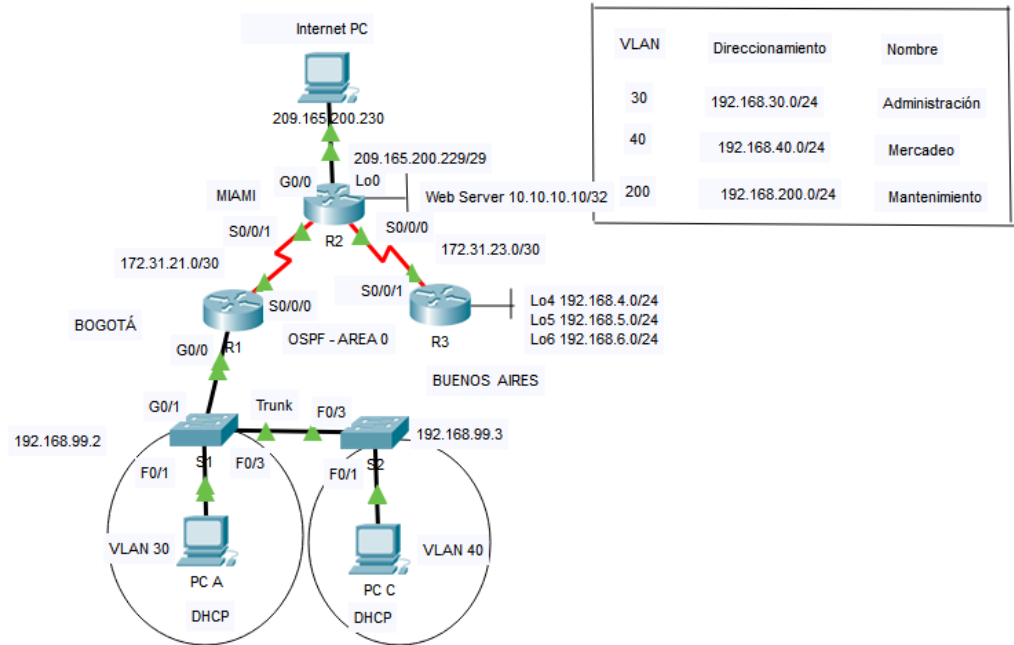 Internet PC
209.165.200.230
209.165.200.229/29
G0/0
Lo0
MIAMI
Web Server 10.10.10.10/32
S0/0/1
R2
S0/0/0
172.31.21.0/30
172.31.23.0/30
S0/0/0
S0/0/1
BOGOTÁ
R1
OSPF - AREA 0
R3
Lo4 192.168.4.0/24
Lo5 192.168.5.0/24
Lo6 192.168.6.0/24
G0/0
BUENOS AIRES
G0/1
Trunk
F0/3
192.168.99.2
192.168.99.3
S1
F0/1
F0/3
S2
F0/1
VLAN 30
VLAN 40
PC A
PC C
DHCP
DHCP
VLAN Direccionamiento Nombre
30 192.168.30.0/24 Administración
40 192.168.40.0/24 Mercadeo
200 192.168.200.0/24 Mantenimiento